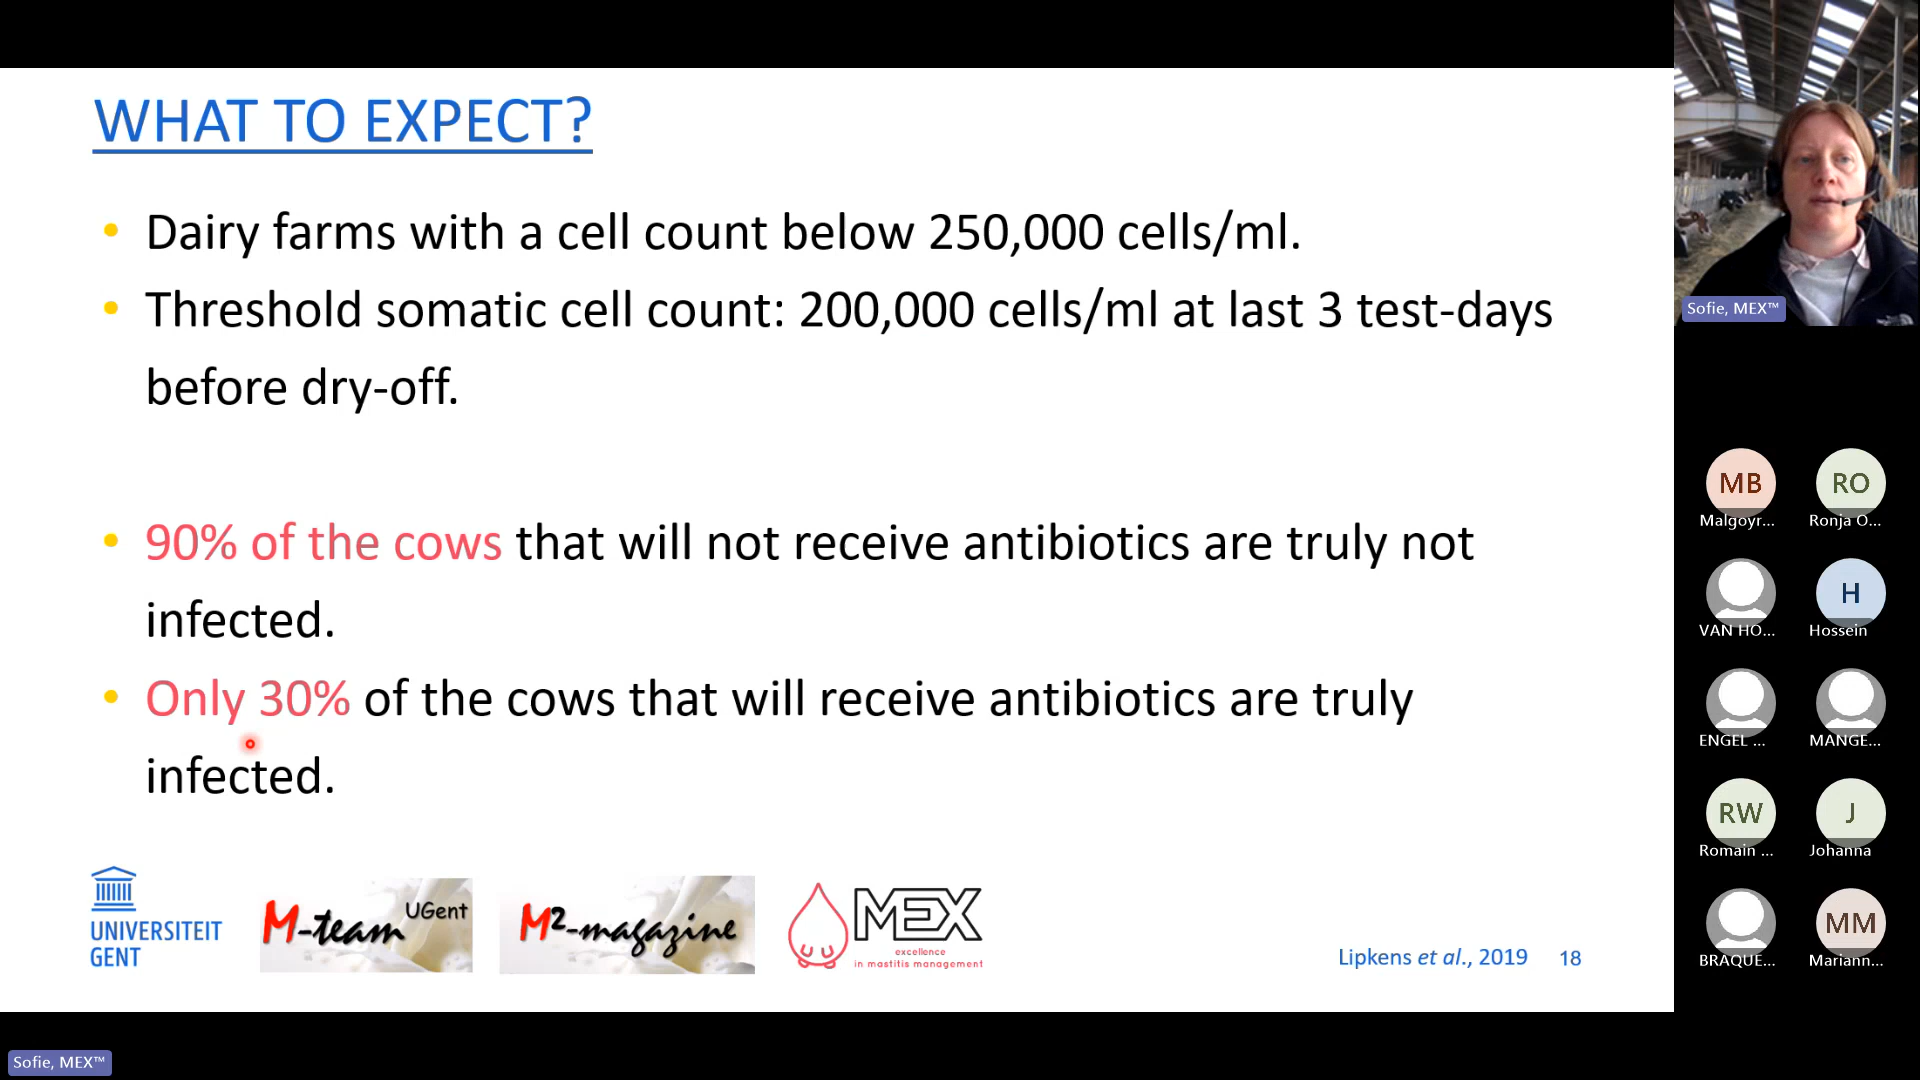 WHAT TO EXPECT?
• Dairy farms with a cell count below 250,000 cells/ml.
• Threshold somatic cell count: 200,000 cells/ml at last 3 test-days
before dry-off.
• 90% of the cows that will not receive antibiotics are truly not
infected.
• Only 30% of the cows that will receive antibiotics are truly
infected.
UNIVERSITEIT
GENT
M-team UGent
M²-magazine
MEX
excellence
in mastitis management
Lipkens et al., 2019 18
Sofie, MEX™
MB
Malgoyr...
RO
Ronja O...
VAN HO...
H
Hossein
ENGEL ...
MANGE...
RW
Romain ...
J
Johanna
BRAQUE...
MM
Mariann...
Sofie, MEX™